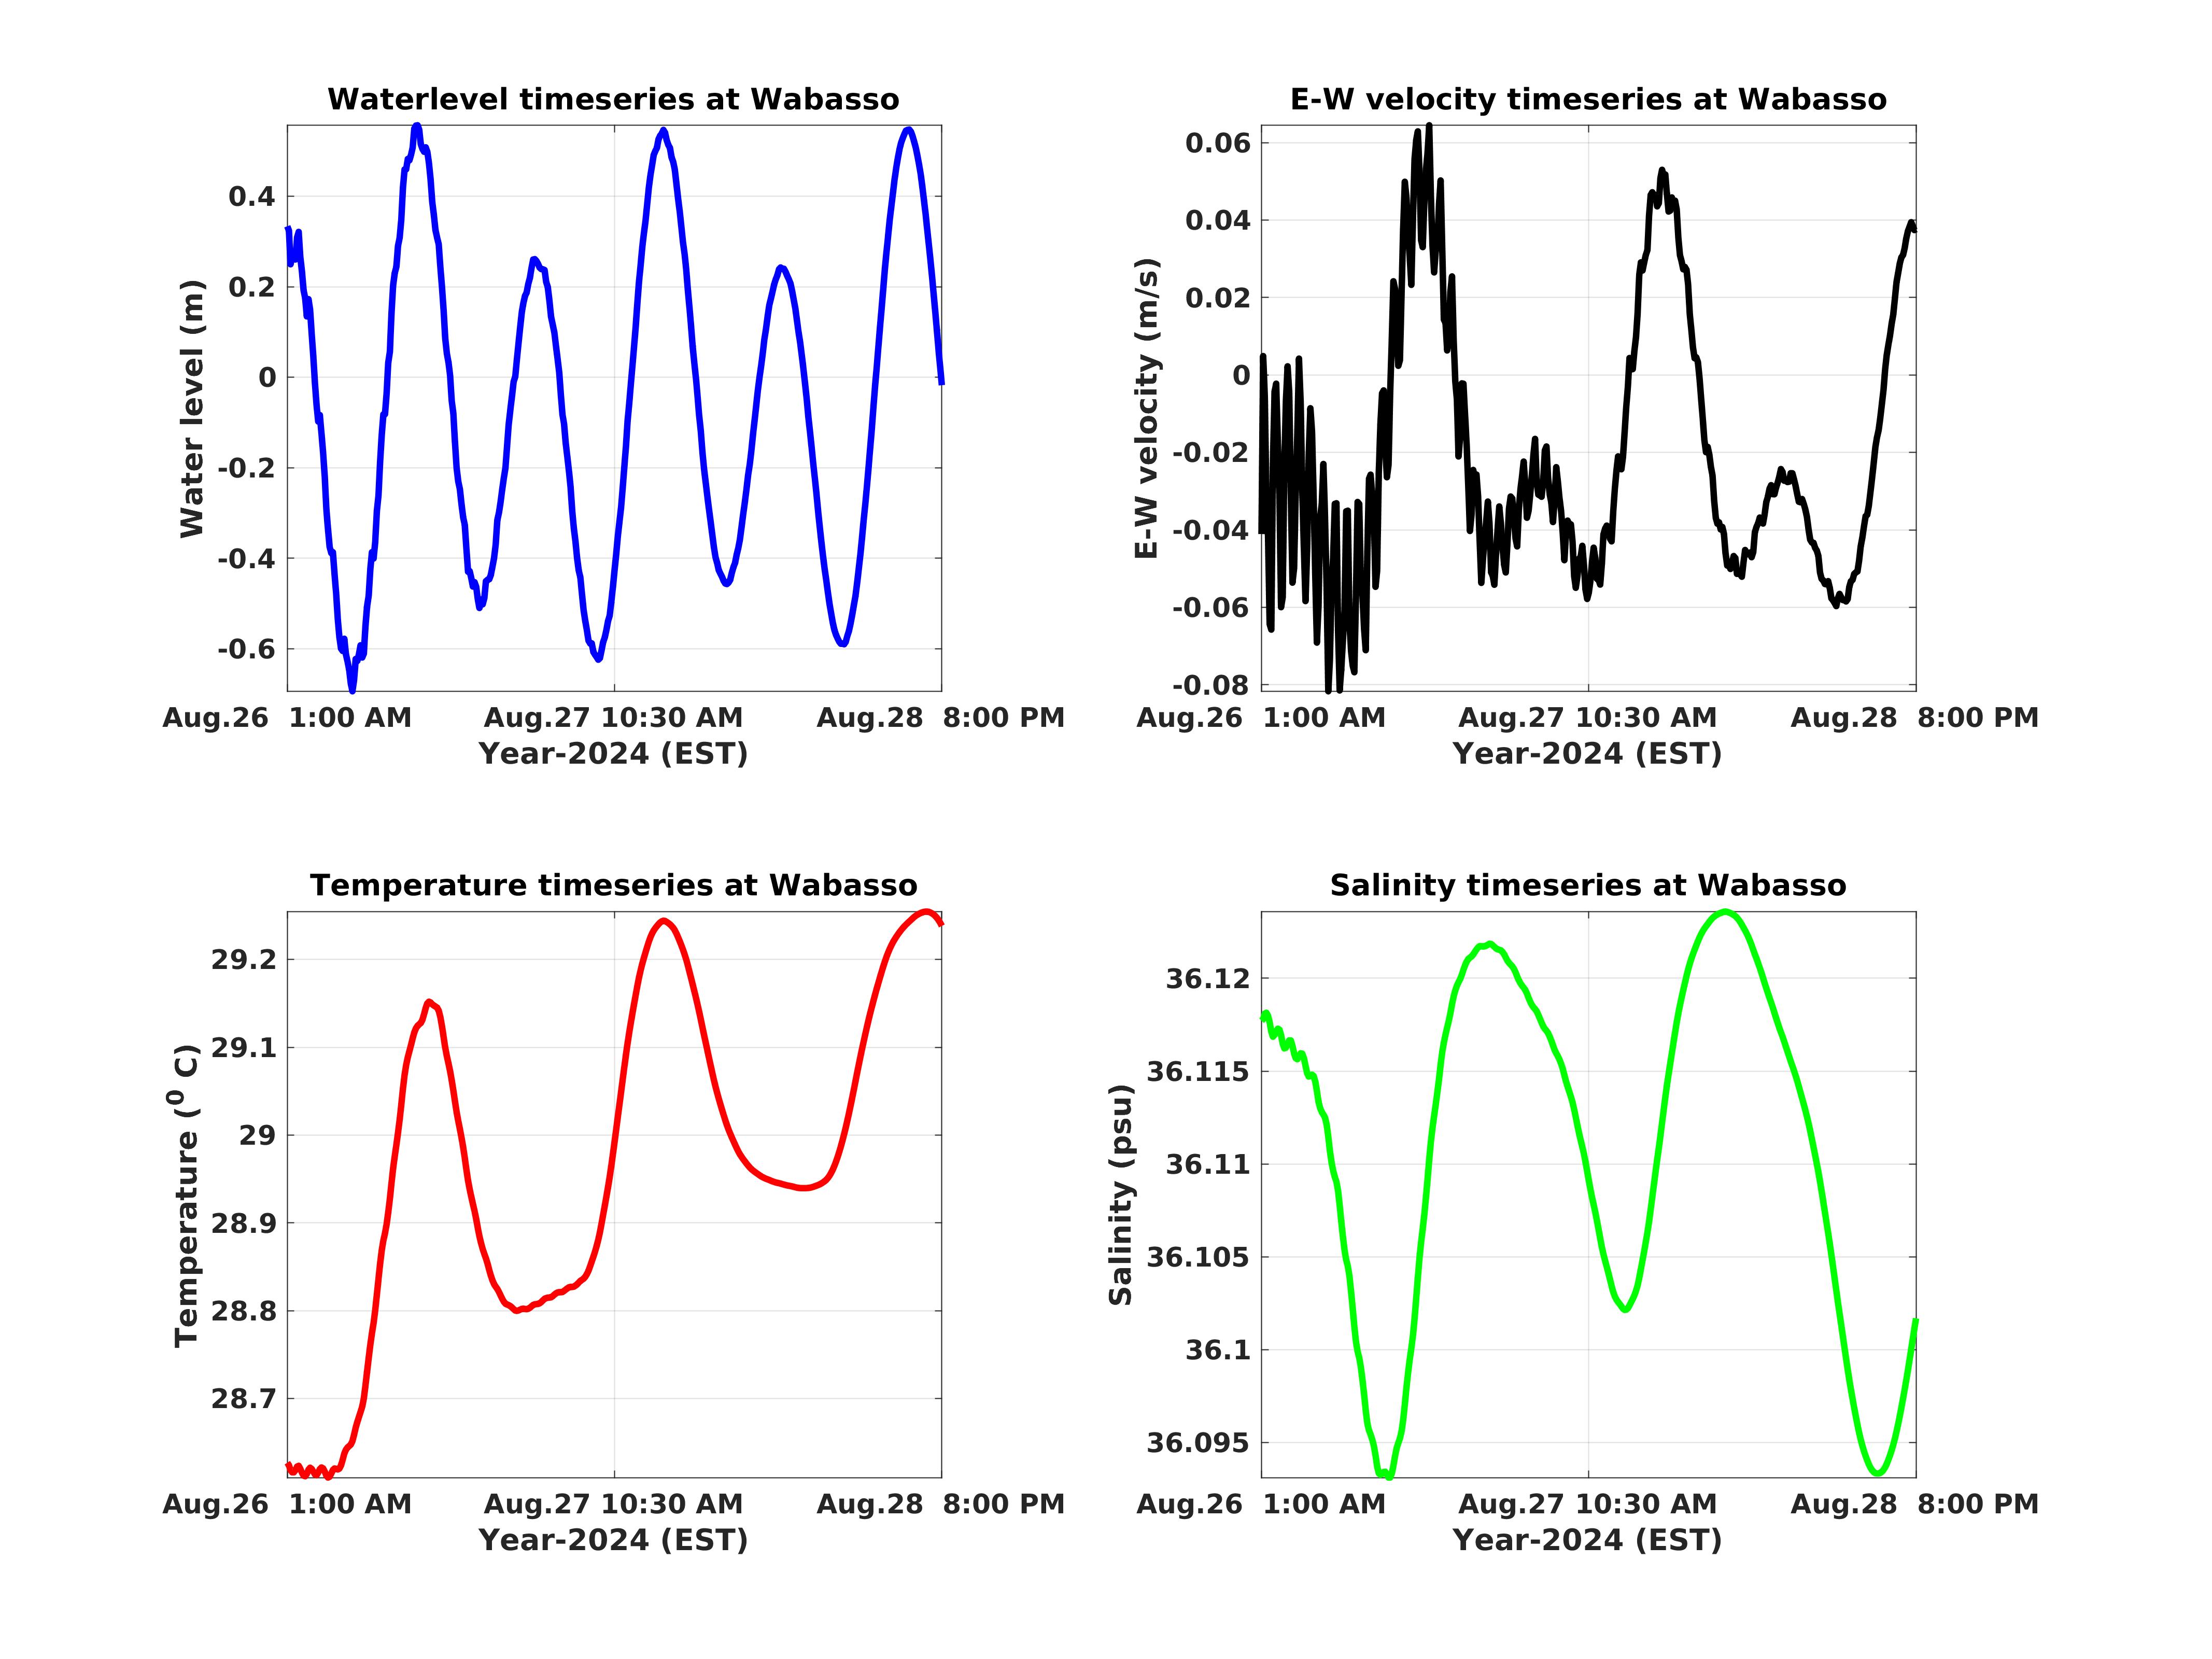 Waterlevel timeseries at Wabasso
0.4
0.2
0
-0.2
-0.4
-0.6
Water level (m)
Aug.26 1:00 AM Aug.27 10:30 AM Aug.28 8:00 PM
Year-2024 (EST)
E-W velocity timeseries at Wabasso
0.06
0.04
0.02
0
-0.02
-0.04
-0.06
-0.08
E-W velocity (m/s)
Aug.26 1:00 AM Aug.27 10:30 AM Aug.28 8:00 PM
Year-2024 (EST)
Temperature timeseries at Wabasso
29.2
29.1
29
28.9
28.8
28.7
Temperature (⁰ C)
Aug.26 1:00 AM Aug.27 10:30 AM Aug.28 8:00 PM
Year-2024 (EST)
Salinity timeseries at Wabasso
36.12
36.115
36.11
36.105
36.1
36.095
Salinity (psu)
Aug.26 1:00 AM Aug.27 10:30 AM Aug.28 8:00 PM
Year-2024 (EST)